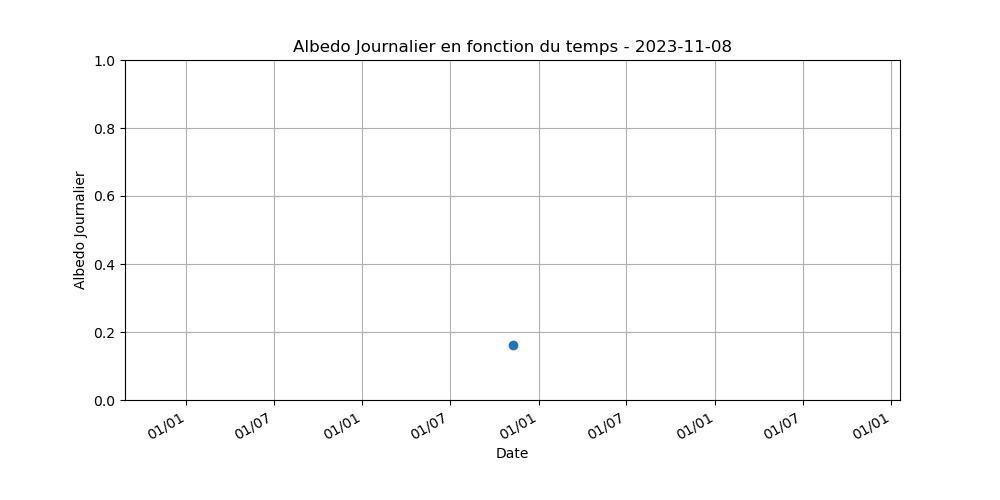 Albedo Journalier en fonction du temps - 2023-11-08
1.0
0.8
0.6
0.4
0.2
0.0
Albedo Journalier
01/01 01/07 01/01 01/07 01/01 01/07 01/01 01/07 01/01
Date